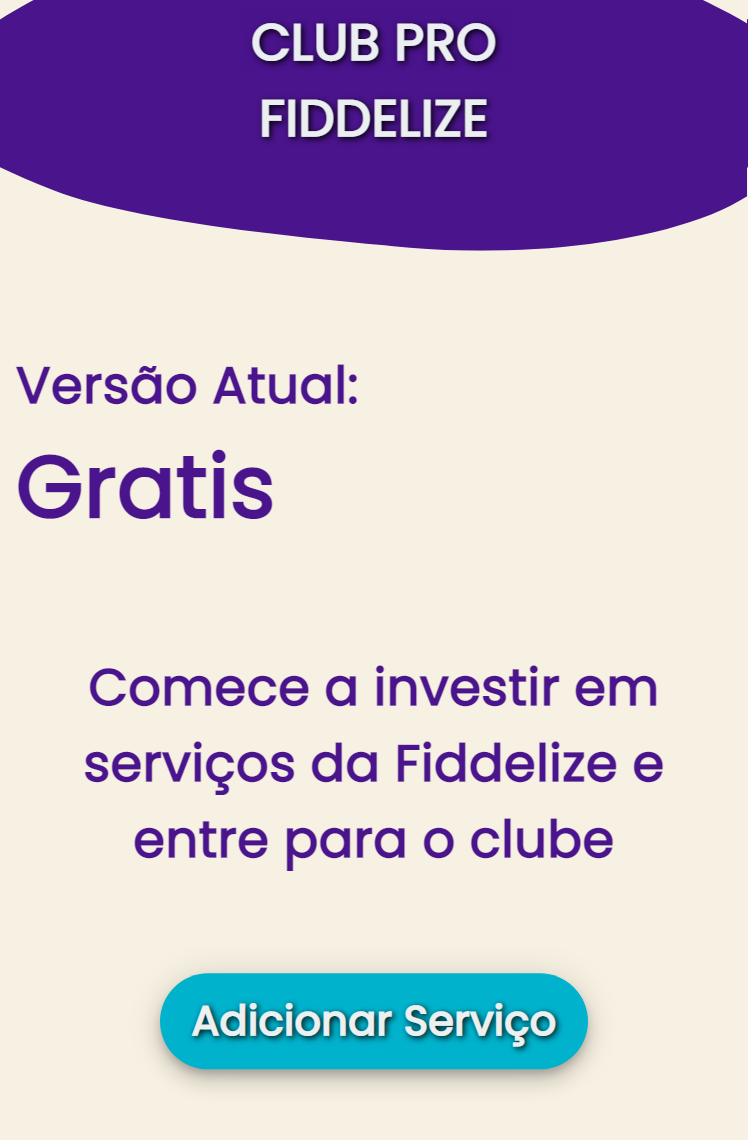 CLUB PRO
FIDDELIZE
Versão Atual:
Gratis
Comece a investir em
serviços da Fiddelize e
entre para o clube
Adicionar Serviço